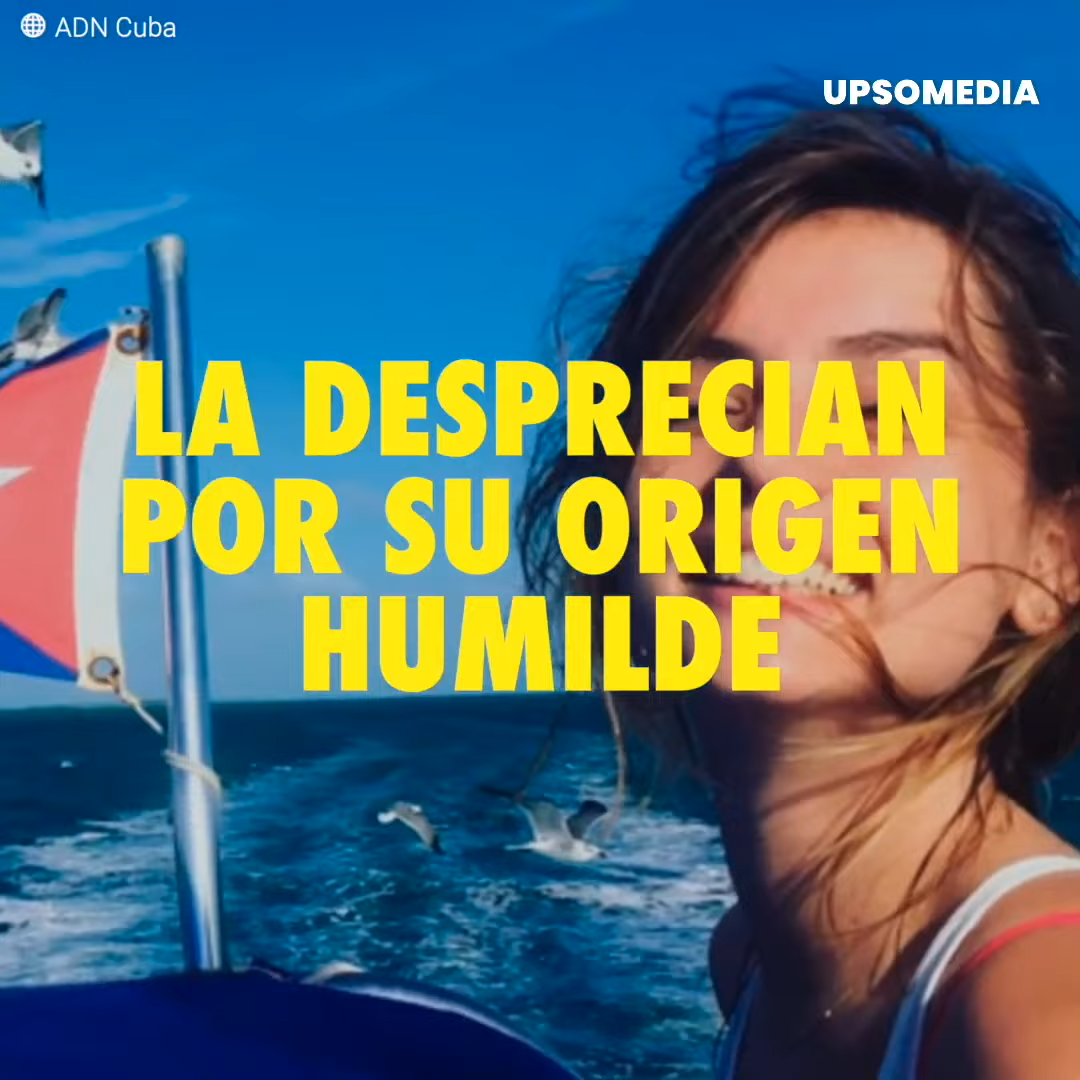 ADN Cuba
UPSOMEDIA
LA DESPRECIAN
POR SU ORIGEN
HUMILDE